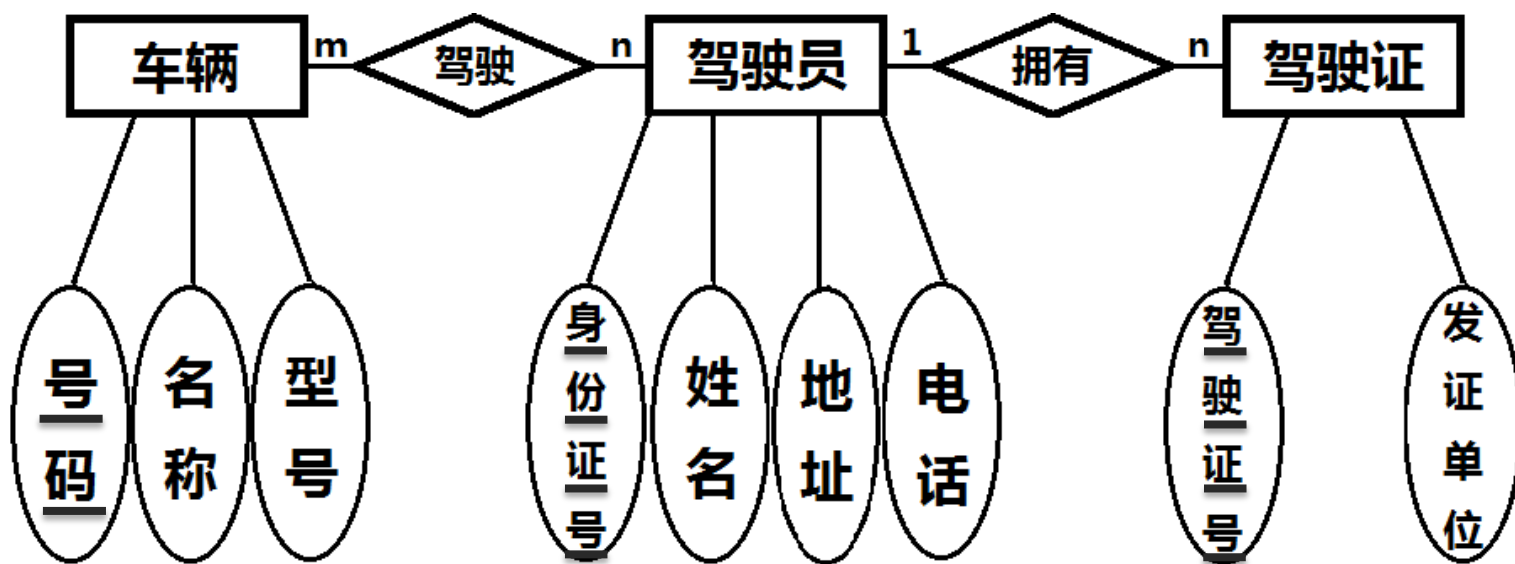 车辆 m 驾驶 n 驾驶员 1 拥有 n 驾驶证
号码
名称
型号
身份证号
姓名
地址
电话
驾驶证号
发证单位